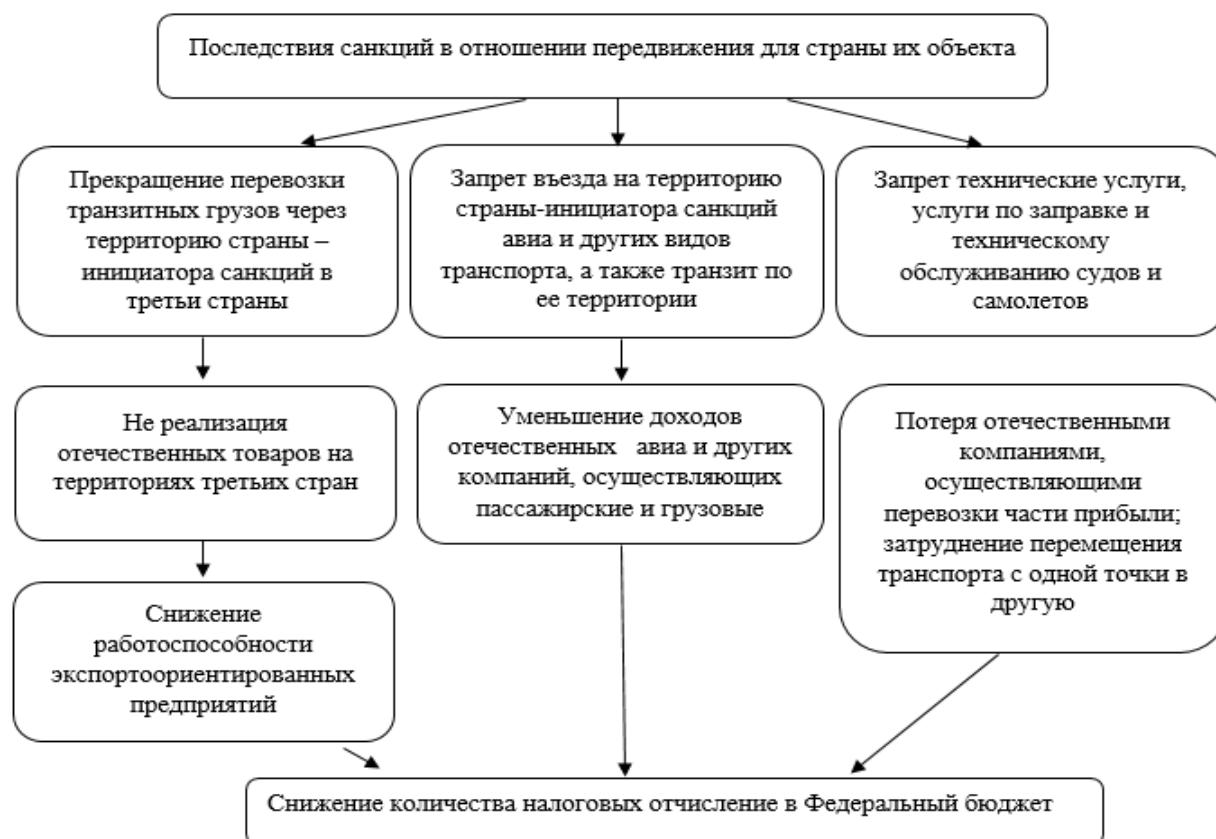 Последствия санкций в отношении передвижения для страны их объекта
Прекращение перевозки
транзитных грузов через
территорию страны –
инициатора санкций в
третьи страны
Запрет въезда на территорию
страны-инициатора санкций
авиа и других видов
транспорта, а также транзит по
ее территории
Запрет технические услуги,
услуги по заправке и
техническому
обслуживанию судов и
самолетов
Не реализация
отечественных товаров на
территориях третьих стран
Уменьшение доходов
отечественных авиа и других
компаний, осуществляющих
пассажирские и грузовые
Потеря отечественными
компаниями,
осуществляющими
перевозки части прибыли;
затруднение перемещения
транспорта с одной точки в
другую
Снижение
работоспособности
экспортоориентированных
предприятий
Снижение количества налоговых отчисление в Федеральный бюджет